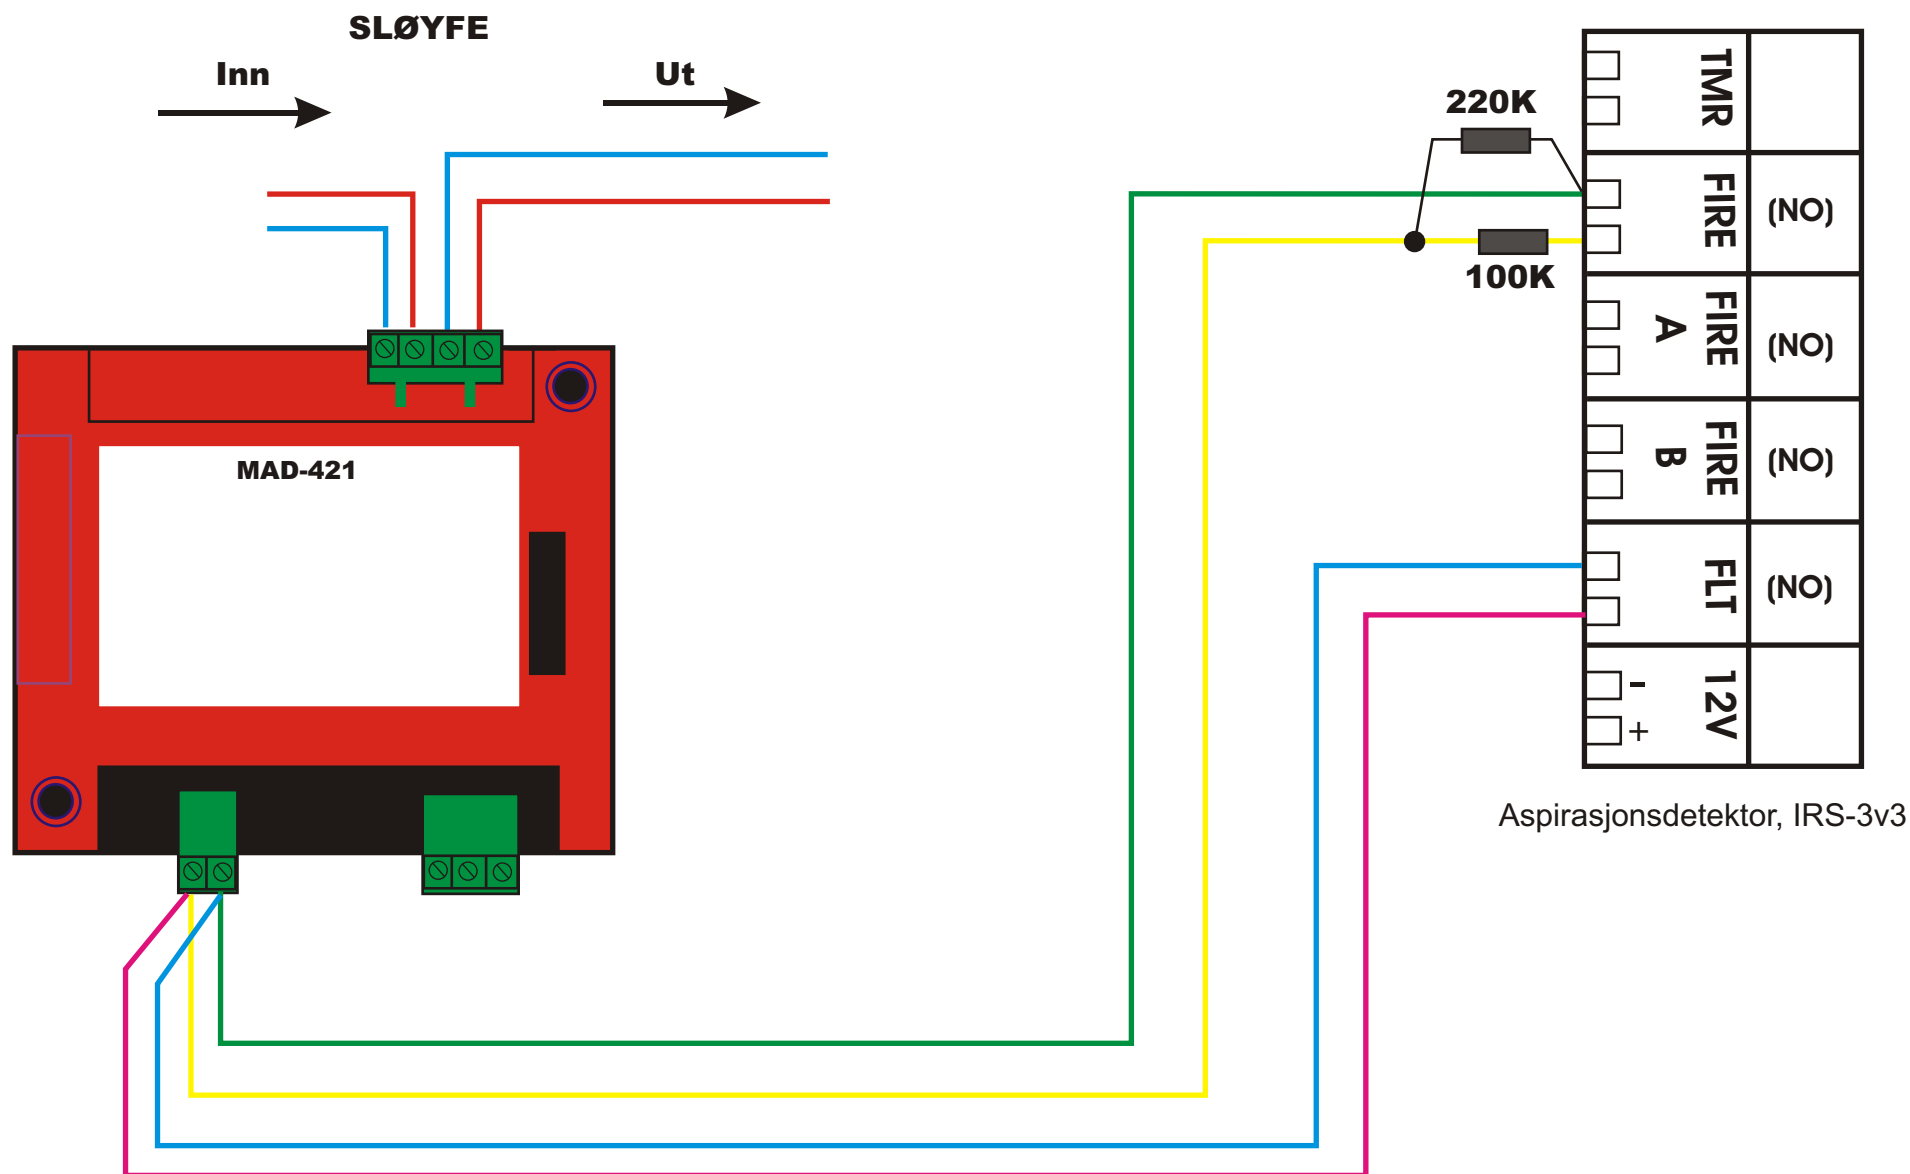 SLØYFE
Inn
Ut
220K
100K
MAD-421
TMR
FIRE
(NO)
FIRE
A
(NO)
FIRE
B
(NO)
FLT
(NO)
12V
-
+
Aspirasjonsdetektor, IRS-3v3